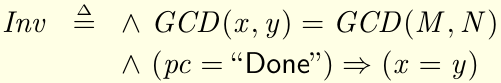 Inv ≜ ∧ GCD(x, y) = GCD(M, N)
∧ (pc = “Done”) ⇒ (x = y)